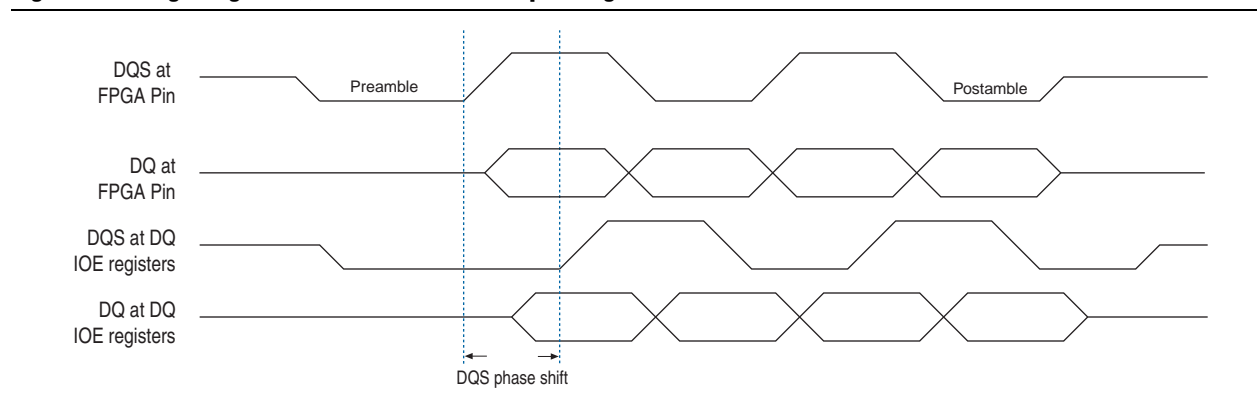 DQS at
FPGA Pin
Preamble
Postamble
DQ at
FPGA Pin
DQS at DQ
IOE registers
DQ at DQ
IOE registers
DQS phase shift